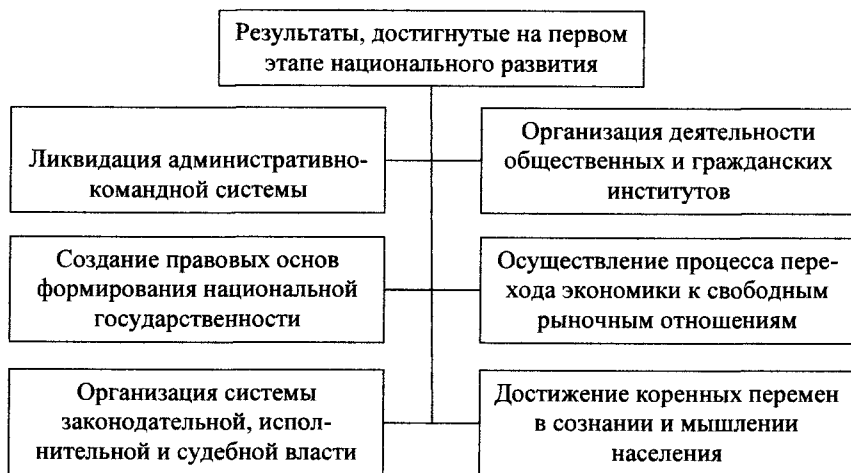 Результаты, достигнутые на первом
этапе национального развития
Ликвидация административно-
командной системы
Организация деятельности
общественных и гражданских
институтов
Создание правовых основ
формирования национальной
государственности
Осуществление процесса пере-
хода экономики к свободным
рыночным отношениям
Организация системы
законодательной, испол-
нительной и судебной власти
Достижение коренных перемен
в сознании и мышлении
населения